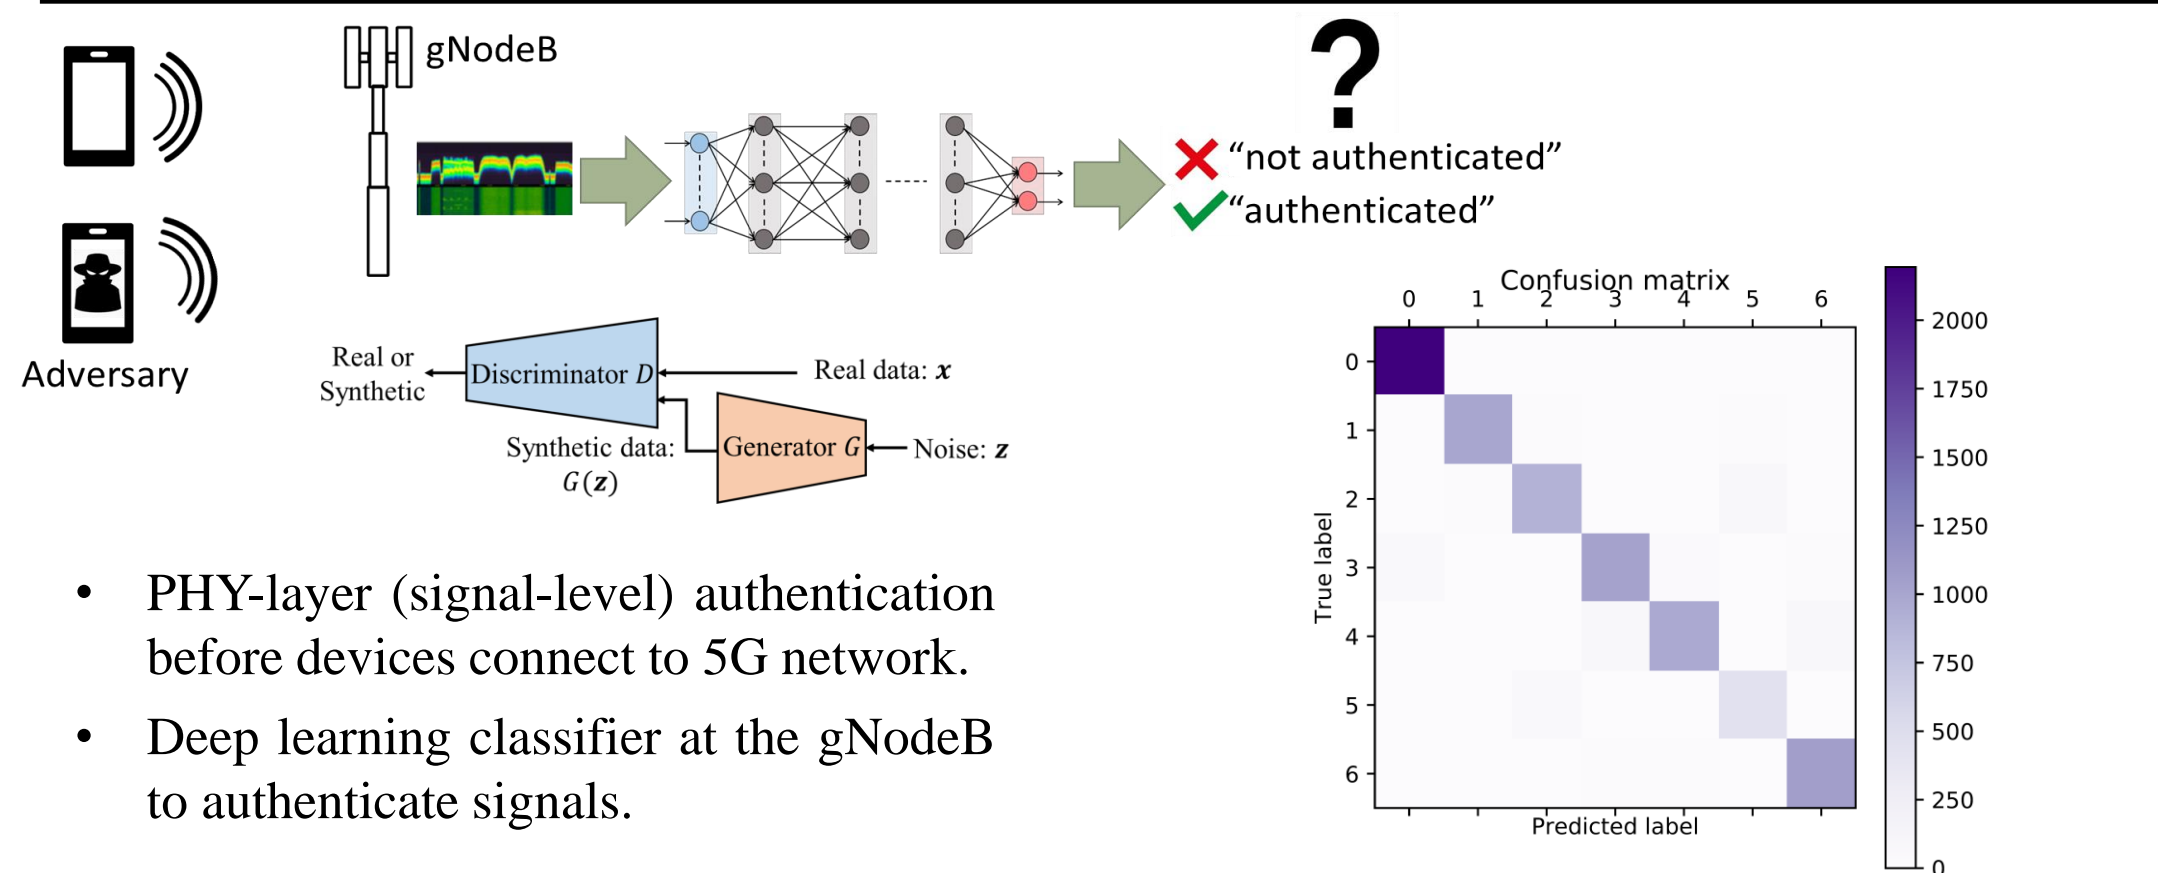 gNodeB
?
“not authenticated”
“authenticated”
Adversary
Real or
Synthetic
Discriminator D
Real data: x
Synthetic data:
G(z)
Generator G
Noise: z
• PHY-layer (signal-level) authentication
before devices connect to 5G network.
• Deep learning classifier at the gNodeB
to authenticate signals.
Confusion matrix
0 1 2 3 4 5 6
0
1
2
3
4
5
6
True label
Predicted label
2000
1750
1500
1250
1000
750
500
250
0